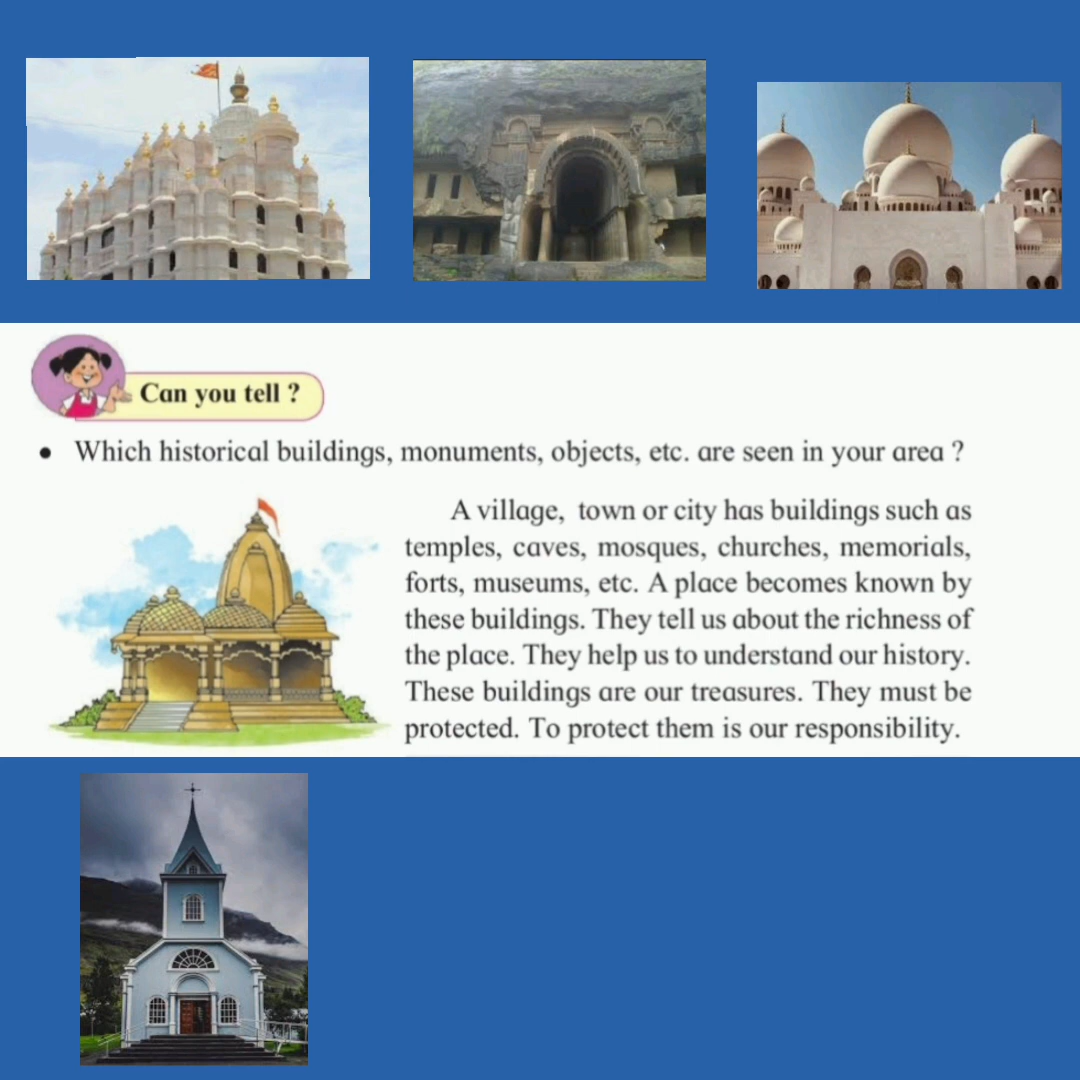 Can you tell ?
● Which historical buildings, monuments, objects, etc. are seen in your area ?
A village, town or city has buildings such as
temples, caves, mosques, churches, memorials,
forts, museums, etc. A place becomes known by
these buildings. They tell us about the richness of
the place. They help us to understand our history.
These buildings are our treasures. They must be
protected. To protect them is our responsibility.